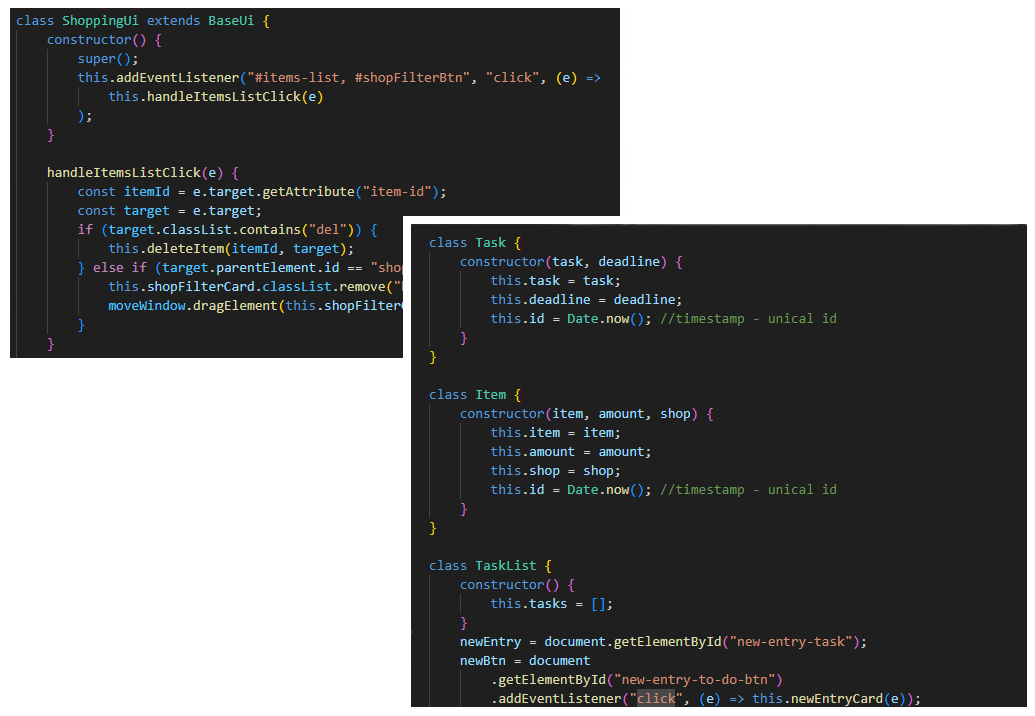 class ShoppingUi extends BaseUi {
constructor() {
super();
this.addEventListener("#items-list, #shopFilterBtn", "click", (e) =>
this.handleItemsListClick(e)
);
}
handleItemsListClick(e) {
const itemId = e.target.getAttribute("item-id");
const target = e.target;
if (target.classList.contains("del")) {
this.deleteItem(itemId, target);
} else if (target.parentElement.id == "shop
this.shopFilterCard.classList.remove("
moveWindow.dragElement(this.shopFilter
}
}
class Task {
constructor(task, deadline) {
this.task = task;
this.deadline = deadline;
this.id = Date.now(); //timestamp - unical id
}
}
class Item {
constructor(item, amount, shop) {
this.item = item;
this.amount = amount;
this.shop = shop;
this.id = Date.now(); //timestamp - unical id
}
}
class TaskList {
constructor() {
this.tasks = [];
}
newEntry = document.getElementById("new-entry-task");
newBtn = document
.getElementById("new-entry-to-do-btn")
.addEventListener("click", (e) => this.newEntryCard(e));